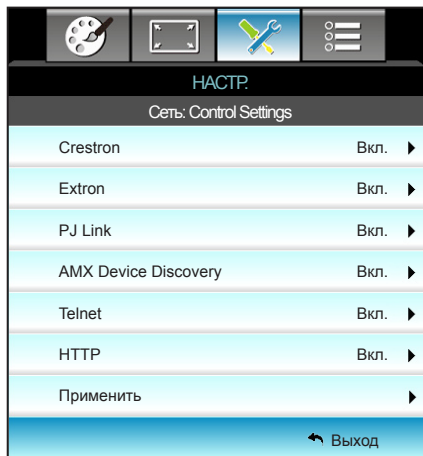 НАСТР.
Сеть: Control Settings
Crestron Вкл.
Extron Вкл.
PJ Link Вкл.
AMX Device Discovery Вкл.
Telnet Вкл.
HTTP Вкл.
Применить
Выход